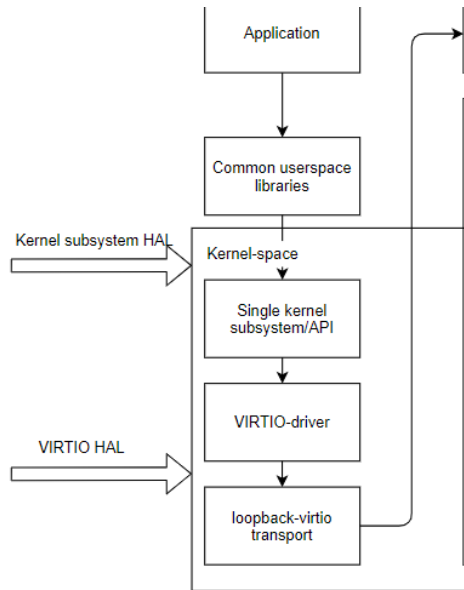 Application
Common userspace
libraries
Kernel subsystem HAL
Kernel-space
Single kernel
subsystem/API
VIRTIO-driver
VIRTIO HAL
loopback-virtio
transport